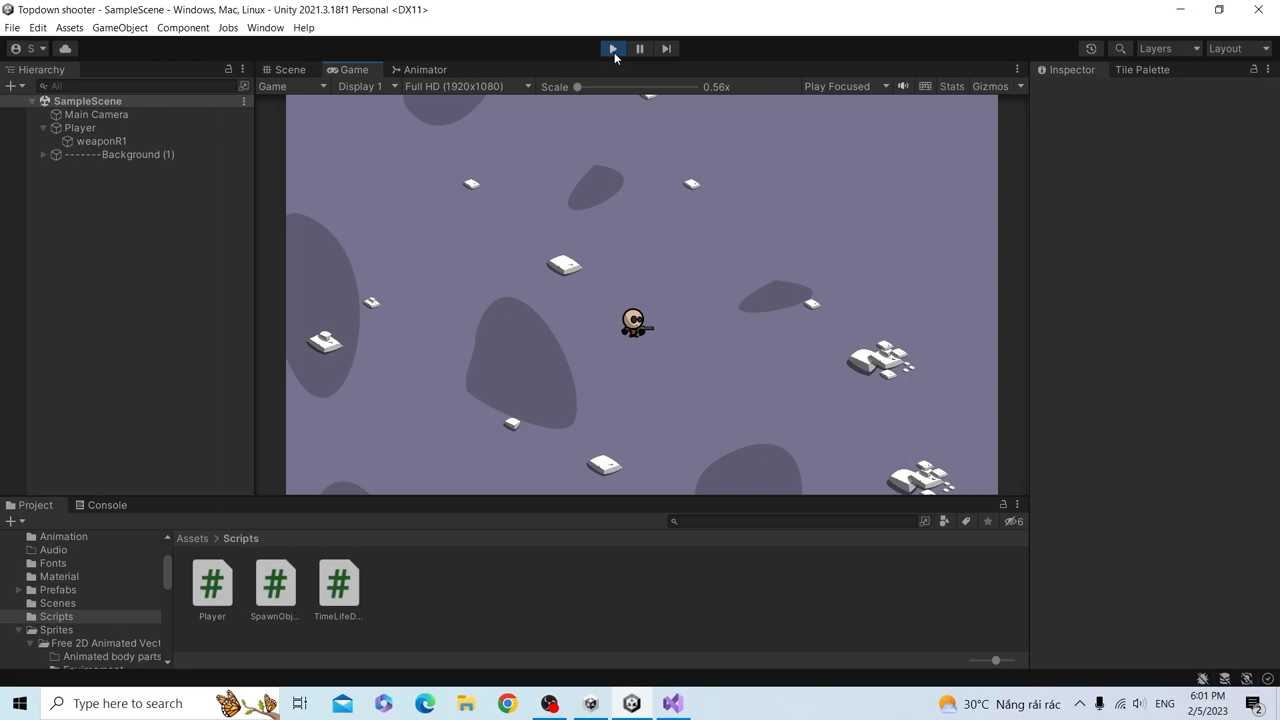 Topdown shooter - SampleScene - Windows, Mac, Linux - Unity 2021.3.18f1 Personal <DX11>
File Edit Assets GameObject Component Jobs Window Help
S Layers Layout
Hierarchy Scene Game Animator Inspector Tile Palette
All Game Display 1 Full HD (1920x1080) Scale 0.56x Play Focused Stats Gizmos
SampleScene
Main Camera
Player
weaponR1
-------Background (1)
Project Console
6
Animation
Assets > Scripts
Audio
Fonts
Material
Prefabs
Scenes
Scripts
Player SpawnObj... TimeLifeD...
Sprites
Free 2D Animated Vect
Animated body parts
Type here to search
30°C Nắng rải rác
ENG
6:01 PM
2/5/2023
2